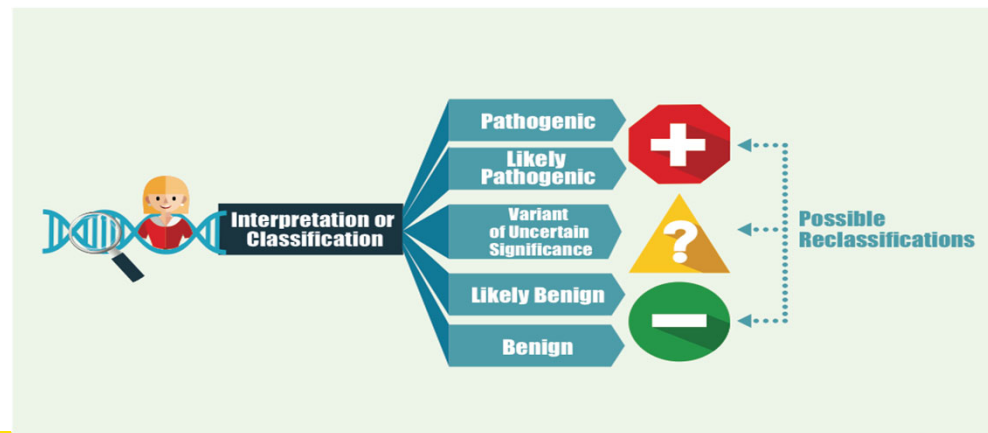 Pathogenic
Likely
Pathogenic
Interpretation or
Classification
Variant
of Uncertain
Significance
Possible
Reclassifications
Likely Benign
Benign